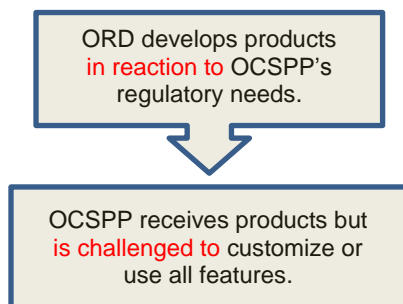 ORD develops products
in reaction to OCSPP’s
regulatory needs.
OCSPP receives products but
is challenged to customize or
use all features.